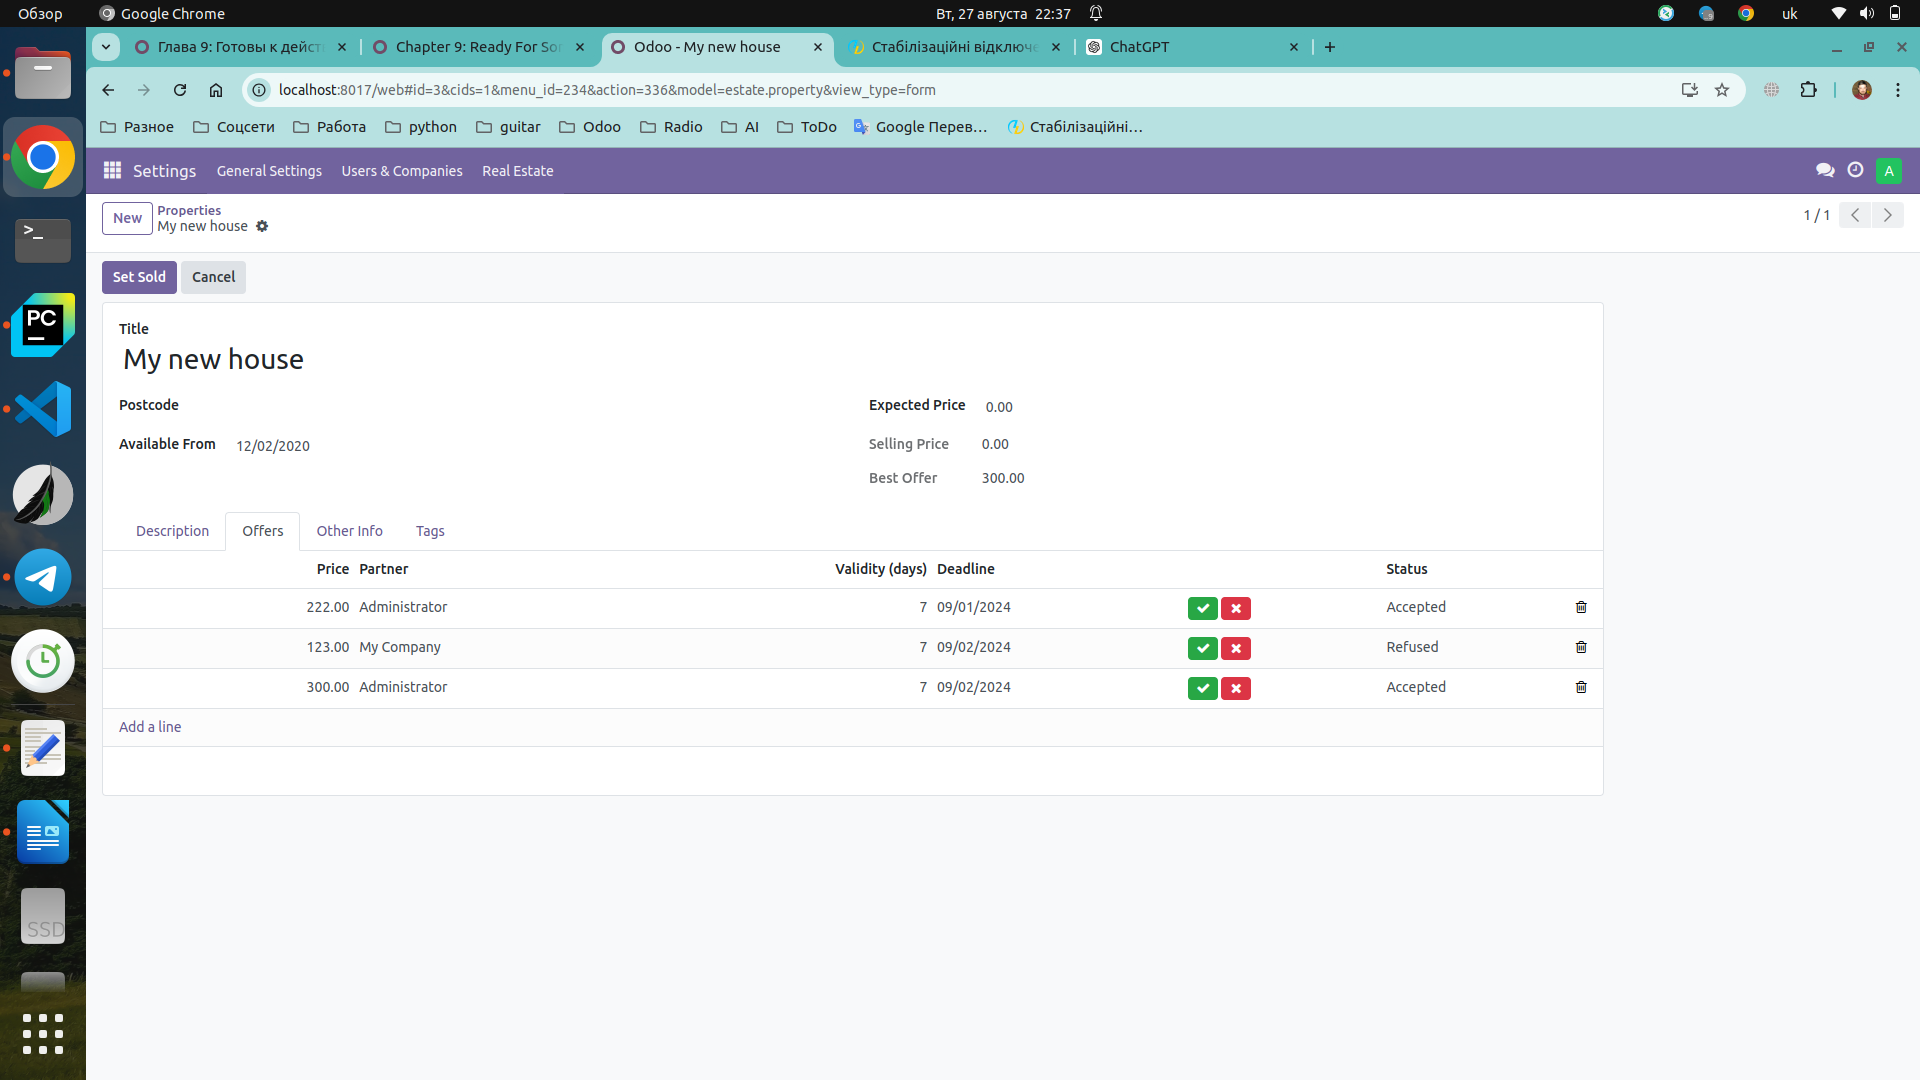 Обзор
Google Chrome
Вт, 27 августа 22:37
uk
Глава 9: Готовы к дейст
Chapter 9: Ready For So
Odoo - My new house
Стабілізаційні відключе
ChatGPT
localhost:8017/web#id=3&cids=1&menu_id=234&action=336&model=estate.property&view_type=form
Разное
Соцсети
Работа
python
guitar
Odoo
Radio
AI
ToDo
Google Перев…
Стабілізаційні…
Settings
General Settings
Users & Companies
Real Estate
A
New
Properties
My new house
1 / 1
Set Sold
Cancel
Title
My new house
Postcode
Expected Price 0.00
Available From 12/02/2020
Selling Price 0.00
Best Offer 300.00
Description
Offers
Other Info
Tags
Price Partner Validity (days) Deadline Status
222.00 Administrator 7 09/01/2024 Accepted
123.00 My Company 7 09/02/2024 Refused
300.00 Administrator 7 09/02/2024 Accepted
Add a line
>_
PC
SSD